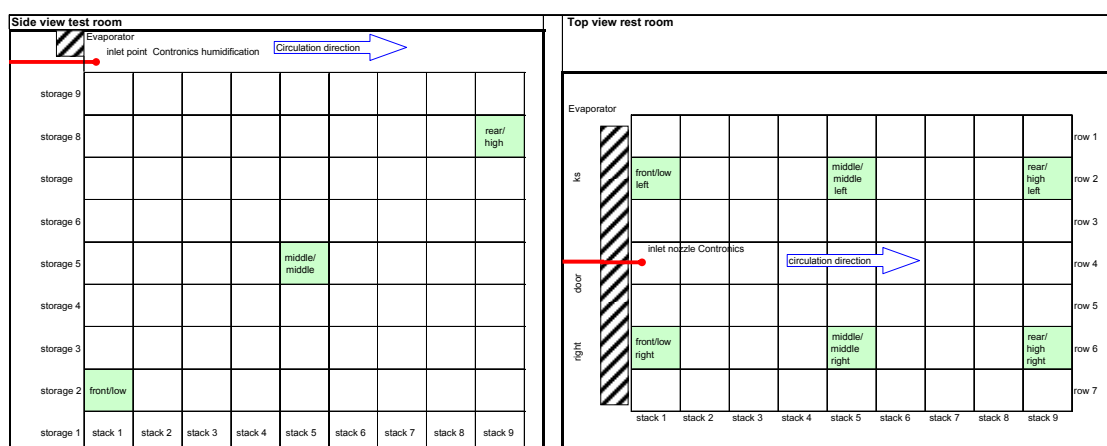 Side view test room
Evaporator
inlet point Contronics humidification
Circulation direction
storage 9
storage 8
rear/
high
storage
storage 6
storage 5
middle/
middle
storage 4
storage 3
storage 2
front/low
storage 1
stack 1
stack 2
stack 3
stack 4
stack 5
stack 6
stack 7
stack 8
stack 9
Top view rest room
Evaporator
row 1
ks
front/low
left
middle/
middle
left
rear/
high
left
row 2
row 3
inlet nozzle Contronics
circulation direction
row 4
door
row 5
right
front/low
right
middle/
middle
right
rear/
high
right
row 6
row 7
stack 1
stack 2
stack 3
stack 4
stack 5
stack 6
stack 7
stack 8
stack 9